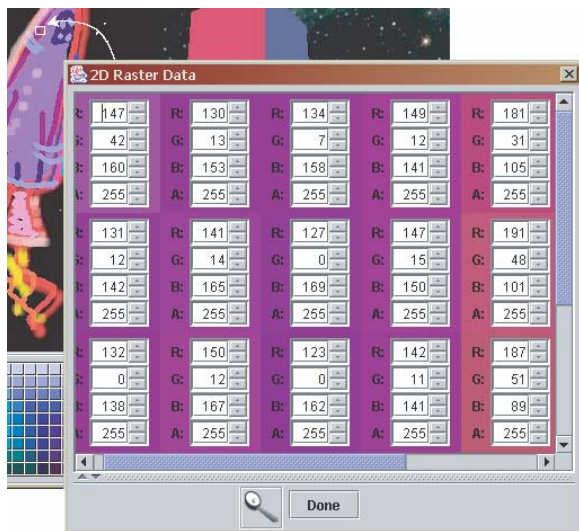 2D Raster Data
R: 147 R: 130 R: 134 R: 149 R: 181
G: 42 G: 13 G: 7 G: 12 G: 31
B: 160 B: 153 B: 158 B: 141 B: 105
A: 255 A: 255 A: 255 A: 255 A: 255
R: 131 R: 141 R: 127 R: 147 R: 191
G: 12 G: 14 G: 0 G: 15 G: 48
B: 142 B: 165 B: 169 B: 150 B: 101
A: 255 A: 255 A: 255 A: 255 A: 255
R: 132 R: 150 R: 123 R: 142 R: 187
G: 0 G: 12 G: 0 G: 11 G: 51
B: 138 B: 167 B: 162 B: 141 B: 89
A: 255 A: 255 A: 255 A: 255 A: 255
Done